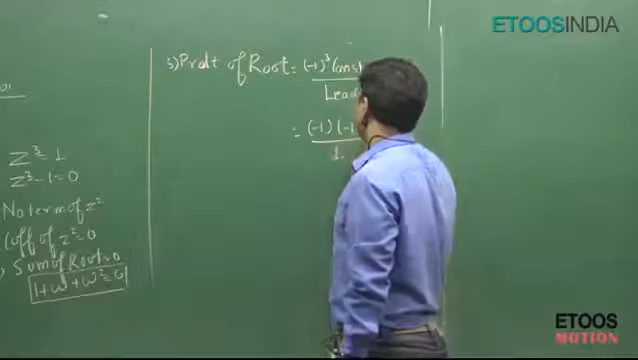 ETOOSINDIA
Z³=1
Z³-1=0
No term of z²
Coff of z²=0
Sum of Root=0
1+ω+ω²=0
5) Prodt of Root = (-1)³ Const
Lead
= (-1)(-1
1.
ETOOS
MOTION